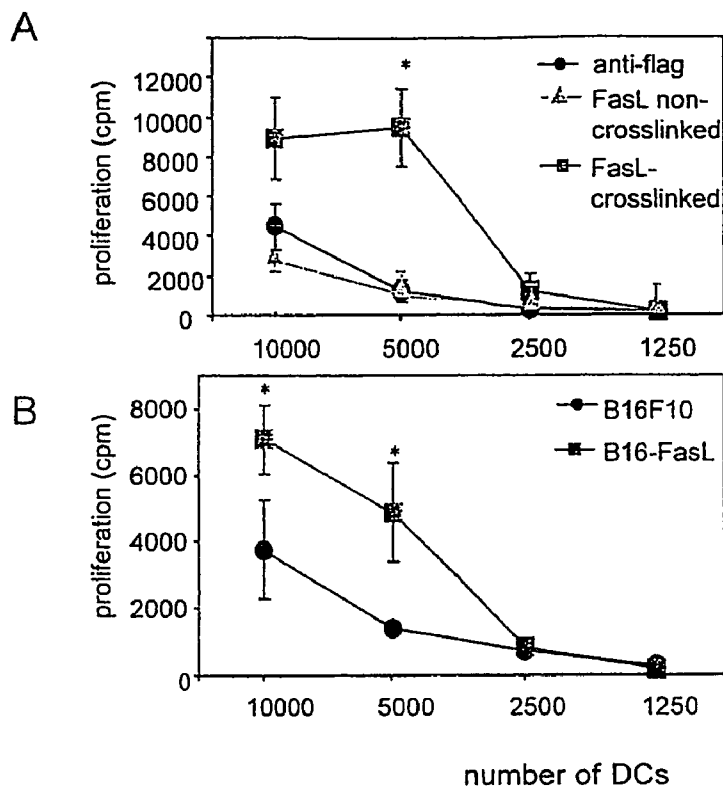 A
proliferation (cpm)
12000
10000
8000
6000
4000
2000
0
*
anti-flag
FasL non-
crosslinked
FasL-
crosslinked
10000 5000 2500 1250
B
proliferation (cpm)
8000
6000
4000
2000
0
* *
B16F10
B16-FasL
10000 5000 2500 1250
number of DCs